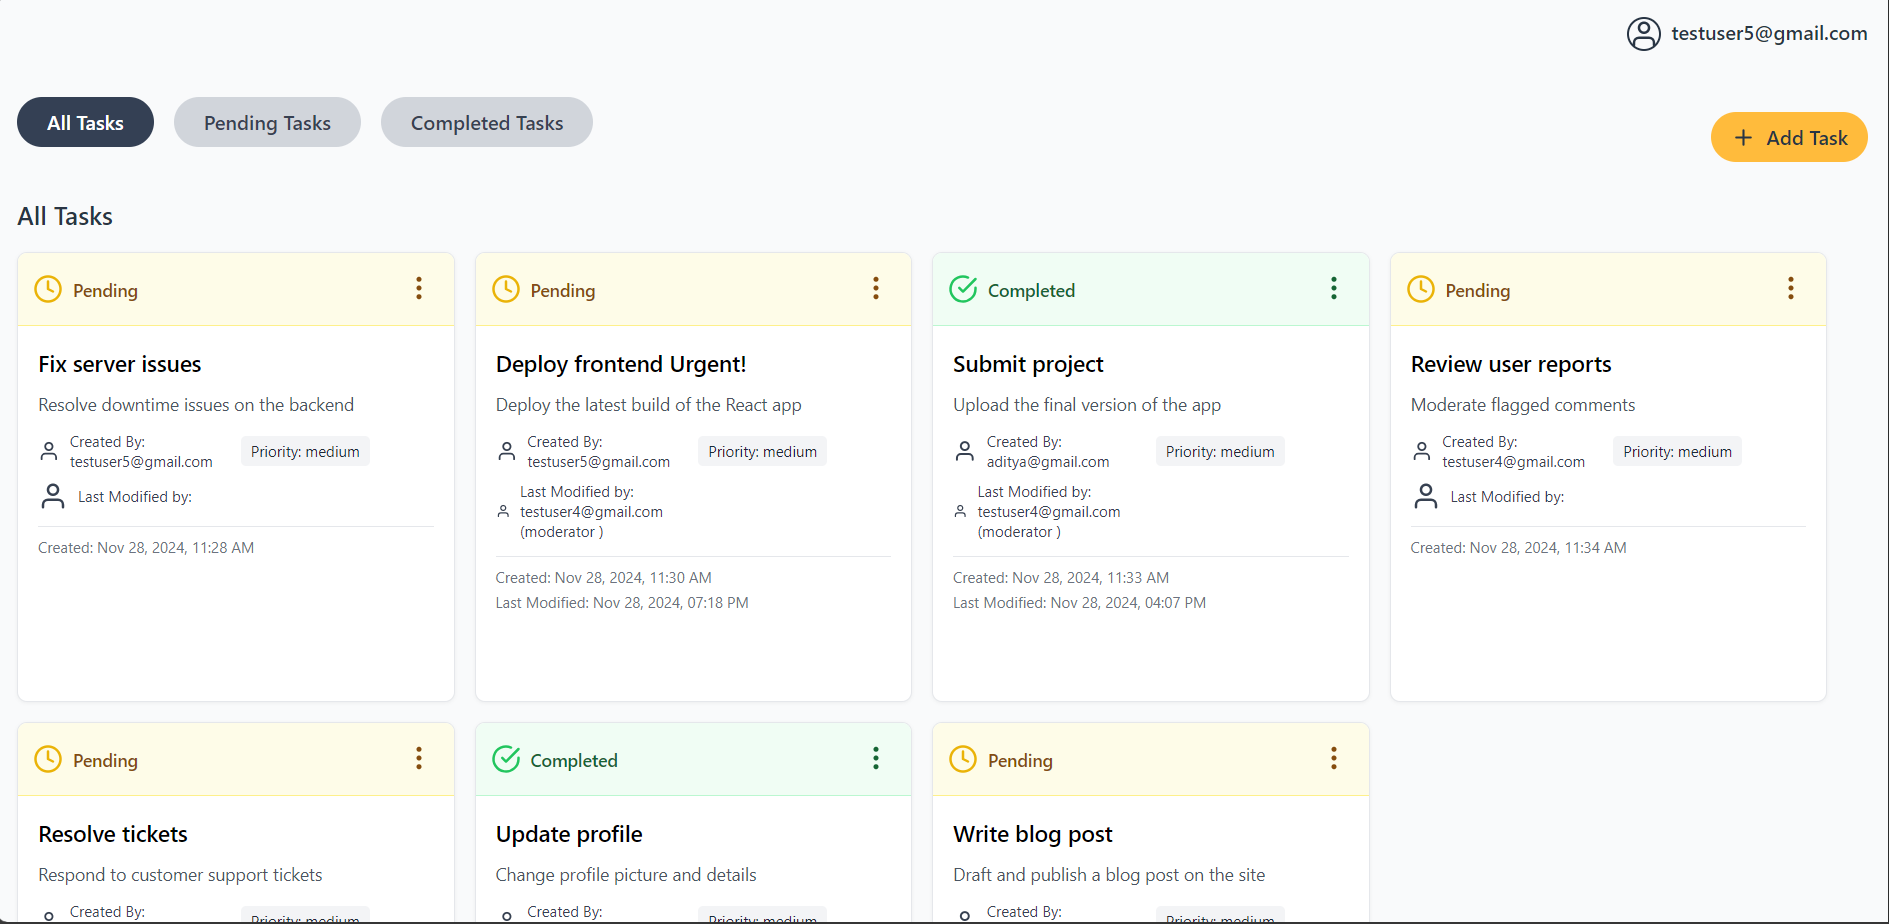 testuser5@gmail.com
All Tasks
Pending Tasks
Completed Tasks
+ Add Task
All Tasks
Pending
Fix server issues
Resolve downtime issues on the backend
Created By:
testuser5@gmail.com
Priority: medium
Last Modified by:
Created: Nov 28, 2024, 11:28 AM
Pending
Deploy frontend Urgent!
Deploy the latest build of the React app
Created By:
testuser5@gmail.com
Priority: medium
Last Modified by:
testuser4@gmail.com
(moderator )
Created: Nov 28, 2024, 11:30 AM
Last Modified: Nov 28, 2024, 07:18 PM
Completed
Submit project
Upload the final version of the app
Created By:
aditya@gmail.com
Priority: medium
Last Modified by:
testuser4@gmail.com
(moderator )
Created: Nov 28, 2024, 11:33 AM
Last Modified: Nov 28, 2024, 04:07 PM
Pending
Review user reports
Moderate flagged comments
Created By:
testuser4@gmail.com
Priority: medium
Last Modified by:
Created: Nov 28, 2024, 11:34 AM
Pending
Resolve tickets
Respond to customer support tickets
Created By:
Priority: medium
Completed
Update profile
Change profile picture and details
Created By:
Priority: medium
Pending
Write blog post
Draft and publish a blog post on the site
Created By:
Priority: medium